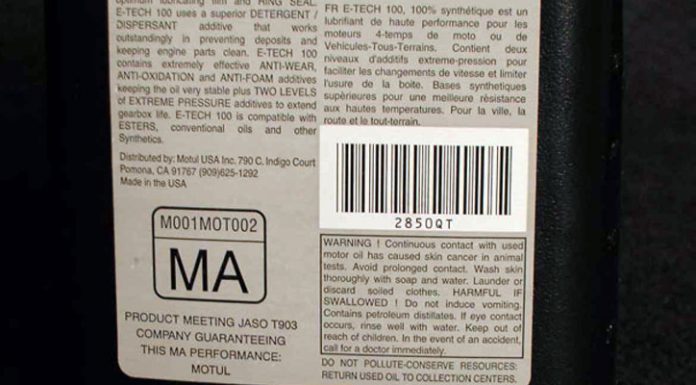 optimum lubricating film and RING SEAL.
E-TECH 100 uses a superior DETERGENT /
DISPERSANT additive that works
outstandingly in preventing deposits and
keeping engine parts clean. E-TECH 100
contains extremely effective ANTI-WEAR,
ANTI-OXIDATION and ANTI-FOAM additives
keeping the oil very stable plus TWO LEVELS
of EXTREME PRESSURE additives to extend
gearbox life. E-TECH 100 is compatible with
ESTERS, conventional oils and other
Synthetics.
Distributed by: Motul USA Inc. 790 C. Indigo Court
Pomona, CA 91767 (909)625-1292
Made in the USA
M001MOT002
MA
PRODUCT MEETING JASO T903
COMPANY GUARANTEEING
THIS MA PERFORMANCE:
MOTUL
FR E-TECH 100, 100% synthétique est un
lubrifiant de haute performance pour les
moteurs 4-temps de moto ou de
Vehicules-Tous-Terrains. Contient deux
niveaux d'additifs extreme-pression pour
faciliter les changements de vitesse et limiter
l'usure de la boite. Bases synthetiques
supérieures pour une meilleure résistance
aux hautes temperatures. Pour la ville, la
route et le tout-terrain.
2850QT
WARNING ! Continuous contact with used
motor oil has caused skin cancer in animal
tests. Avoid prolonged contact. Wash skin
thoroughly with soap and water. Launder or
discard soiled clothes. HARMFUL IF
SWALLOWED ! Do not induce vomiting.
Contains petroleum distillates. If eye contact
occurs, rinse well with water. Keep out of
reach of children. In the event of an accident,
call for a doctor immediately.
DO NOT POLLUTE-CONSERVE RESOURCES:
RETURN USED OIL TO COLLECTION CENTERS.